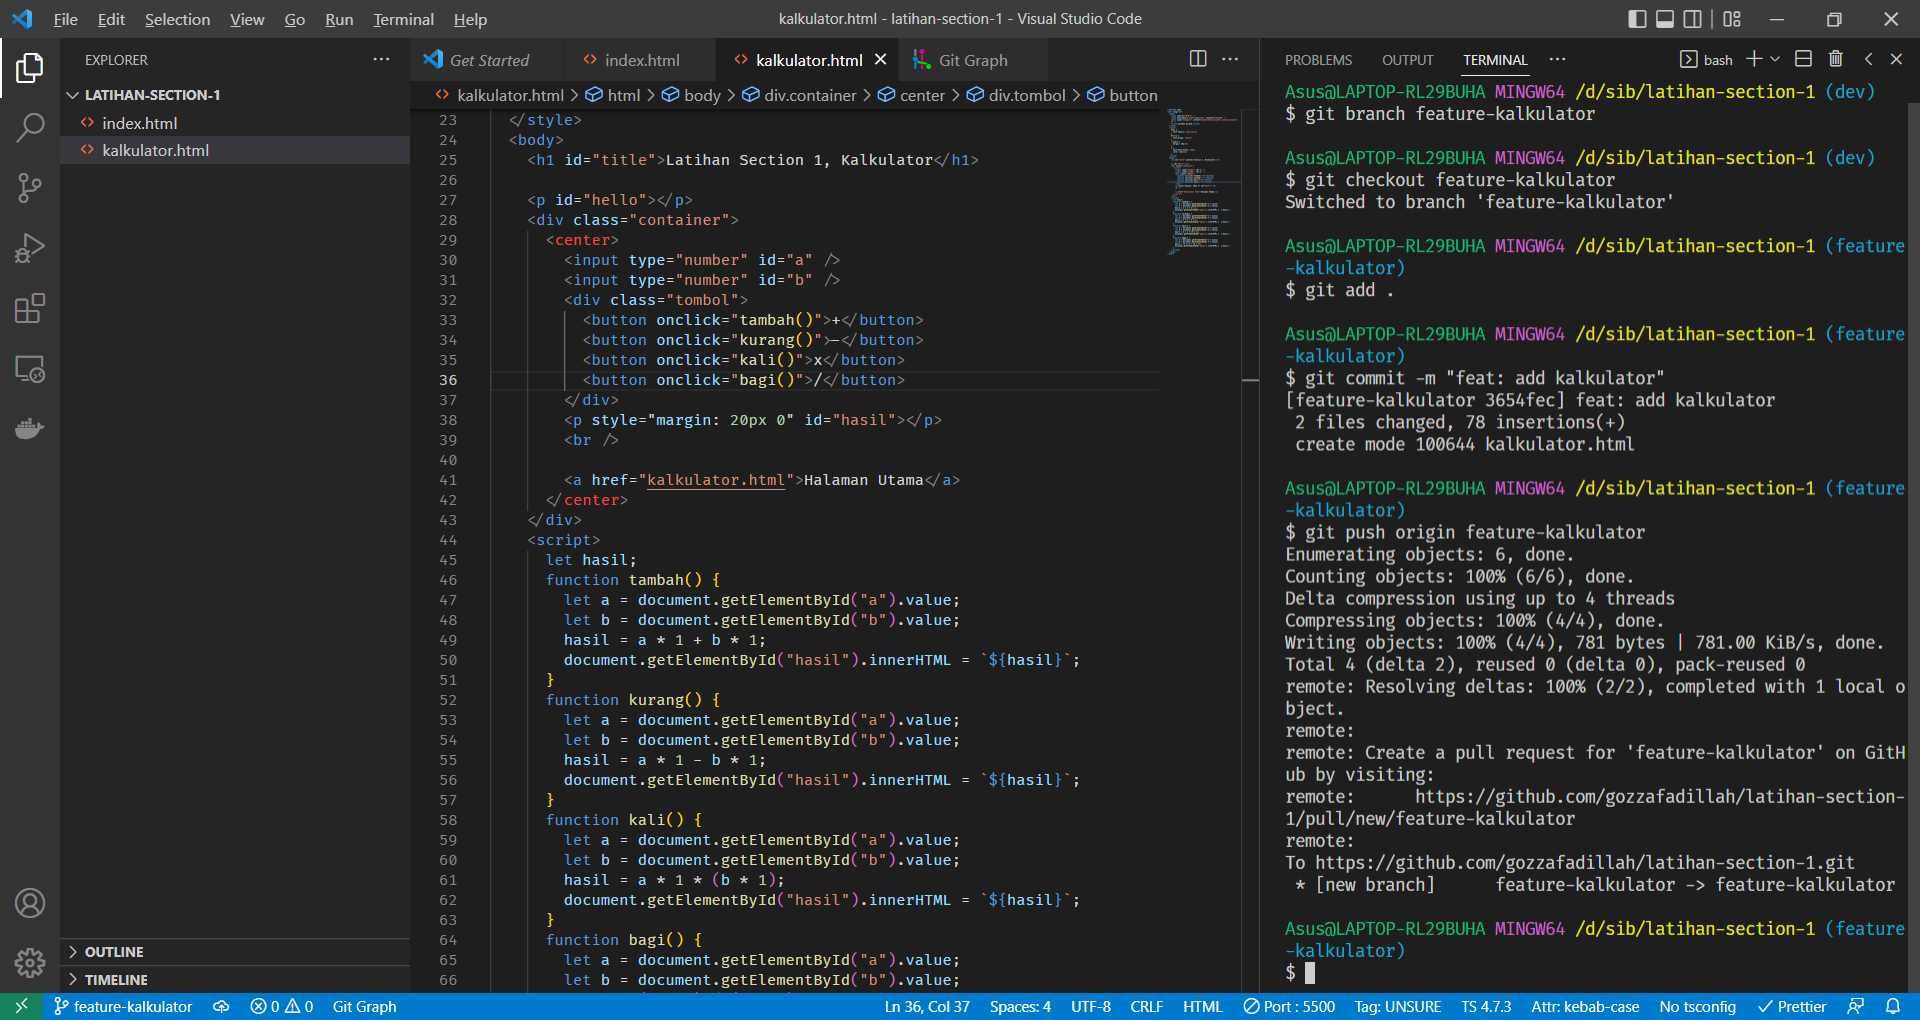 File Edit Selection View Go Run Terminal Help
kalkulator.html - latihan-section-1 - Visual Studio Code
EXPLORER
LATIHAN-SECTION-1
index.html
kalkulator.html
OUTLINE
TIMELINE
Get Started
index.html
kalkulator.html
Git Graph
kalkulator.html > html > body > div.container > center > div.tombol > button
23 </style>
24 <body>
25 <h1 id="title">Latihan Section 1, Kalkulator</h1>
26
27 <p id="hello"></p>
28 <div class="container">
29 <center>
30 <input type="number" id="a" />
31 <input type="number" id="b" />
32 <div class="tombol">
33 <button onclick="tambah()">+</button>
34 <button onclick="kurang()">-</button>
35 <button onclick="kali()">x</button>
36 <button onclick="bagi()">/</button>
37 </div>
38 <p style="margin: 20px 0" id="hasil"></p>
39 <br />
40
41 <a href="kalkulator.html">Halaman Utama</a>
42 </center>
43 </div>
44 <script>
45 let hasil;
46 function tambah() {
47 let a = document.getElementById("a").value;
48 let b = document.getElementById("b").value;
49 hasil = a * 1 + b * 1;
50 document.getElementById("hasil").innerHTML = `${hasil}`;
51 }
52 function kurang() {
53 let a = document.getElementById("a").value;
54 let b = document.getElementById("b").value;
55 hasil = a * 1 - b * 1;
56 document.getElementById("hasil").innerHTML = `${hasil}`;
57 }
58 function kali() {
59 let a = document.getElementById("a").value;
60 let b = document.getElementById("b").value;
61 hasil = a * 1 * (b * 1);
62 document.getElementById("hasil").innerHTML = `${hasil}`;
63 }
64 function bagi() {
65 let a = document.getElementById("a").value;
66 let b = document.getElementById("b").value;
PROBLEMS OUTPUT TERMINAL
bash
Asus@LAPTOP-RL29BUHA MINGW64 /d/sib/latihan-section-1 (dev)
$ git branch feature-kalkulator
Asus@LAPTOP-RL29BUHA MINGW64 /d/sib/latihan-section-1 (dev)
$ git checkout feature-kalkulator
Switched to branch 'feature-kalkulator'
Asus@LAPTOP-RL29BUHA MINGW64 /d/sib/latihan-section-1 (feature
-kalkulator)
$ git add .
Asus@LAPTOP-RL29BUHA MINGW64 /d/sib/latihan-section-1 (feature
-kalkulator)
$ git commit -m "feat: add kalkulator"
[feature-kalkulator 3654fec] feat: add kalkulator
2 files changed, 78 insertions(+)
create mode 100644 kalkulator.html
Asus@LAPTOP-RL29BUHA MINGW64 /d/sib/latihan-section-1 (feature
-kalkulator)
$ git push origin feature-kalkulator
Enumerating objects: 6, done.
Counting objects: 100% (6/6), done.
Delta compression using up to 4 threads
Compressing objects: 100% (4/4), done.
Writing objects: 100% (4/4), 781 bytes | 781.00 KiB/s, done.
Total 4 (delta 2), reused 0 (delta 0), pack-reused 0
remote: Resolving deltas: 100% (2/2), completed with 1 local o
bject.
remote:
remote: Create a pull request for 'feature-kalkulator' on GitH
ub by visiting:
remote: https://github.com/gozzafadillah/latihan-section-
1/pull/new/feature-kalkulator
remote:
To https://github.com/gozzafadillah/latihan-section-1.git
* [new branch] feature-kalkulator -> feature-kalkulator
Asus@LAPTOP-RL29BUHA MINGW64 /d/sib/latihan-section-1 (feature
-kalkulator)
$
feature-kalkulator 0 0 Git Graph Ln 36, Col 37 Spaces: 4 UTF-8 CRLF HTML Port : 5500 Tag: UNSURE TS 4.7.3 Attr: kebab-case No tsconfig Prettier